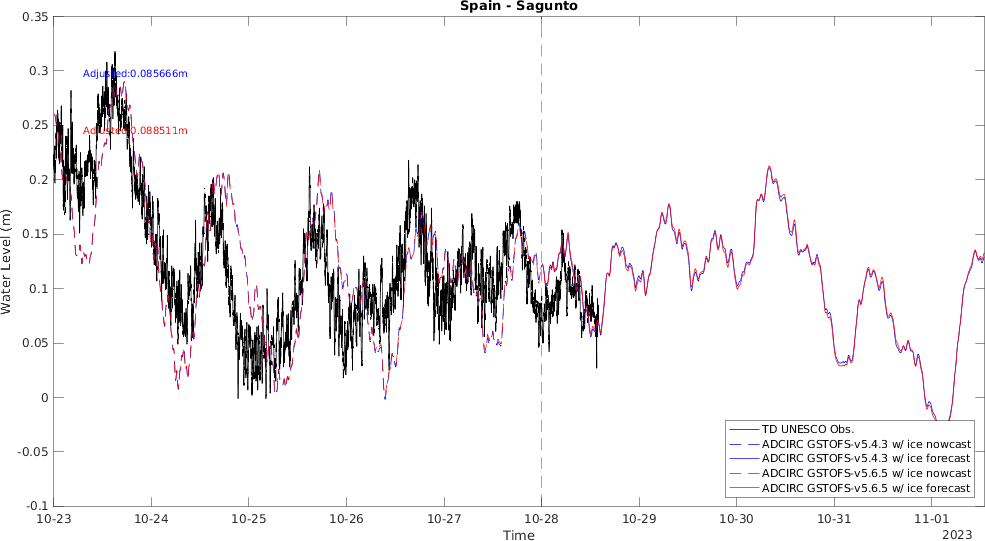 Spain - Sagunto
0.35
0.3
0.25
0.2
0.15
0.1
0.05
0
-0.05
-0.1
Water Level (m)
Adjusted:0.085666m
Adjusted:0.088511m
TD UNESCO Obs.
ADCIRC GSTOFS-v5.4.3 w/ ice nowcast
ADCIRC GSTOFS-v5.4.3 w/ ice forecast
ADCIRC GSTOFS-v5.6.5 w/ ice nowcast
ADCIRC GSTOFS-v5.6.5 w/ ice forecast
10-23 10-24 10-25 10-26 10-27 10-28 10-29 10-30 10-31 11-01
Time
2023